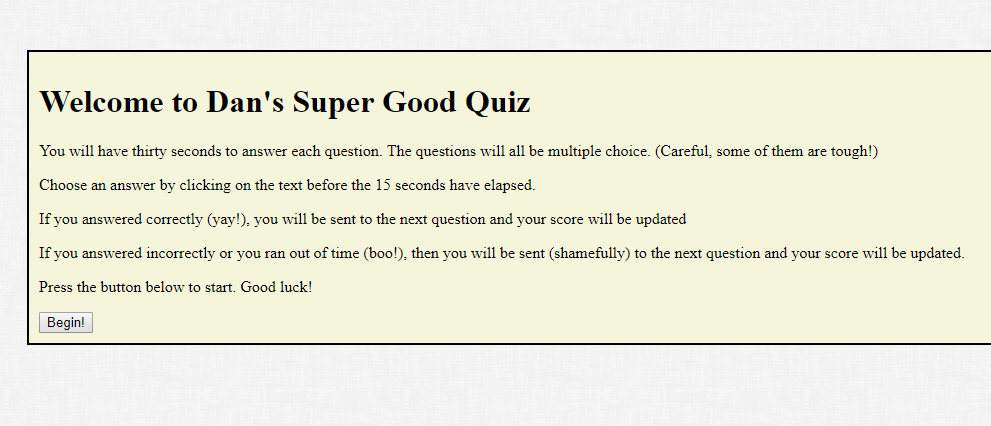 Welcome to Dan's Super Good Quiz
You will have thirty seconds to answer each question. The questions will all be multiple choice. (Careful, some of them are tough!)
Choose an answer by clicking on the text before the 15 seconds have elapsed.
If you answered correctly (yay!), you will be sent to the next question and your score will be updated
If you answered incorrectly or you ran out of time (boo!), then you will be sent (shamefully) to the next question and your score will be updated.
Press the button below to start. Good luck!
Begin!